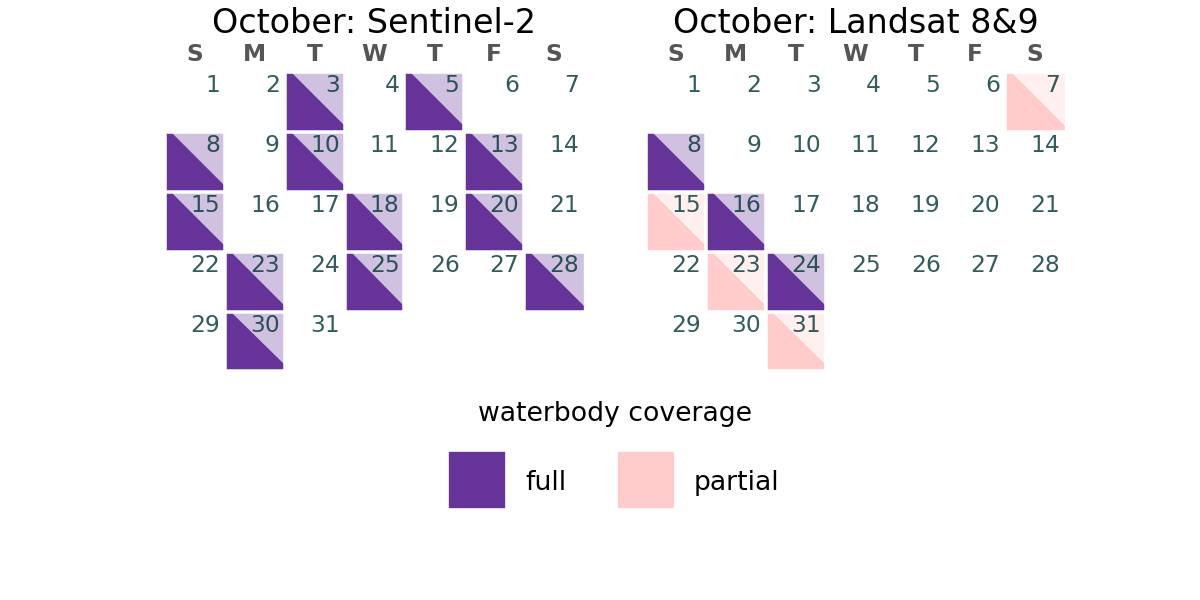 October: Sentinel-2
S M T W T F S
1 2 3 4 5 6 7
8 9 10 11 12 13 14
15 16 17 18 19 20 21
22 23 24 25 26 27 28
29 30 31
October: Landsat 8&9
S M T W T F S
1 2 3 4 5 6 7
8 9 10 11 12 13 14
15 16 17 18 19 20 21
22 23 24 25 26 27 28
29 30 31
waterbody coverage
full partial